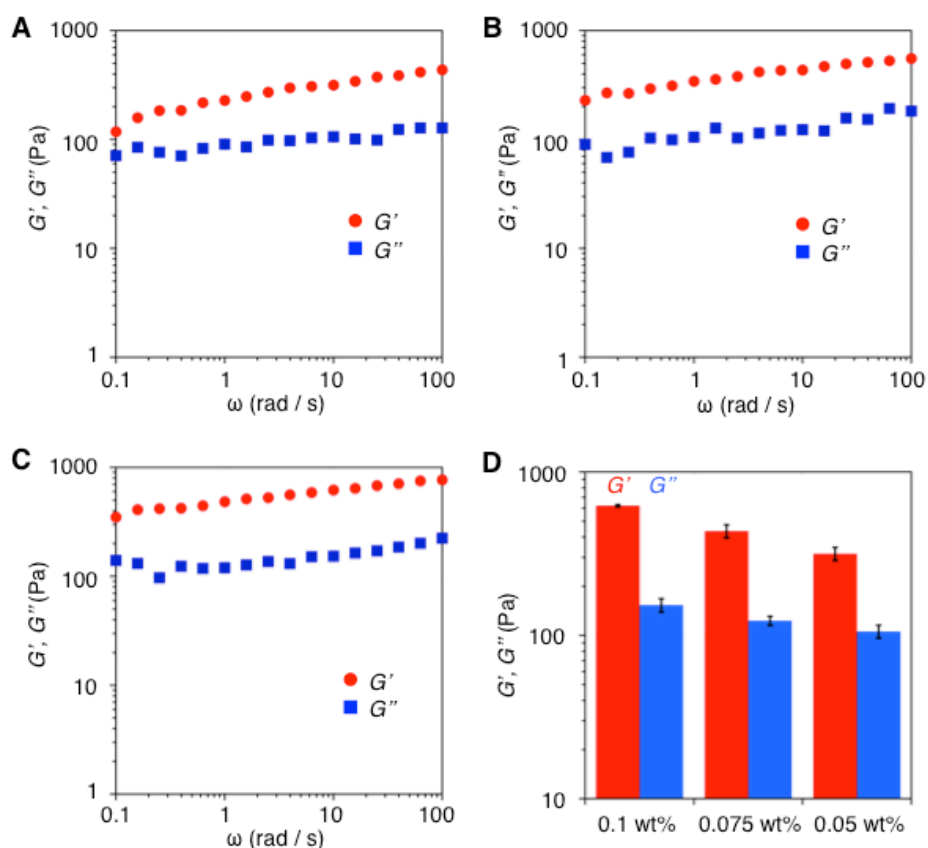 A
1000
100
10
1
G', G'' (Pa)
G'
G''
0.1 1 10 100
ω (rad / s)
B
1000
100
10
1
G', G'' (Pa)
G'
G''
0.1 1 10 100
ω (rad / s)
C
1000
100
10
1
G', G'' (Pa)
G'
G''
0.1 1 10 100
ω (rad / s)
D
1000
100
10
G', G'' (Pa)
G' G''
0.1 wt% 0.075 wt% 0.05 wt%